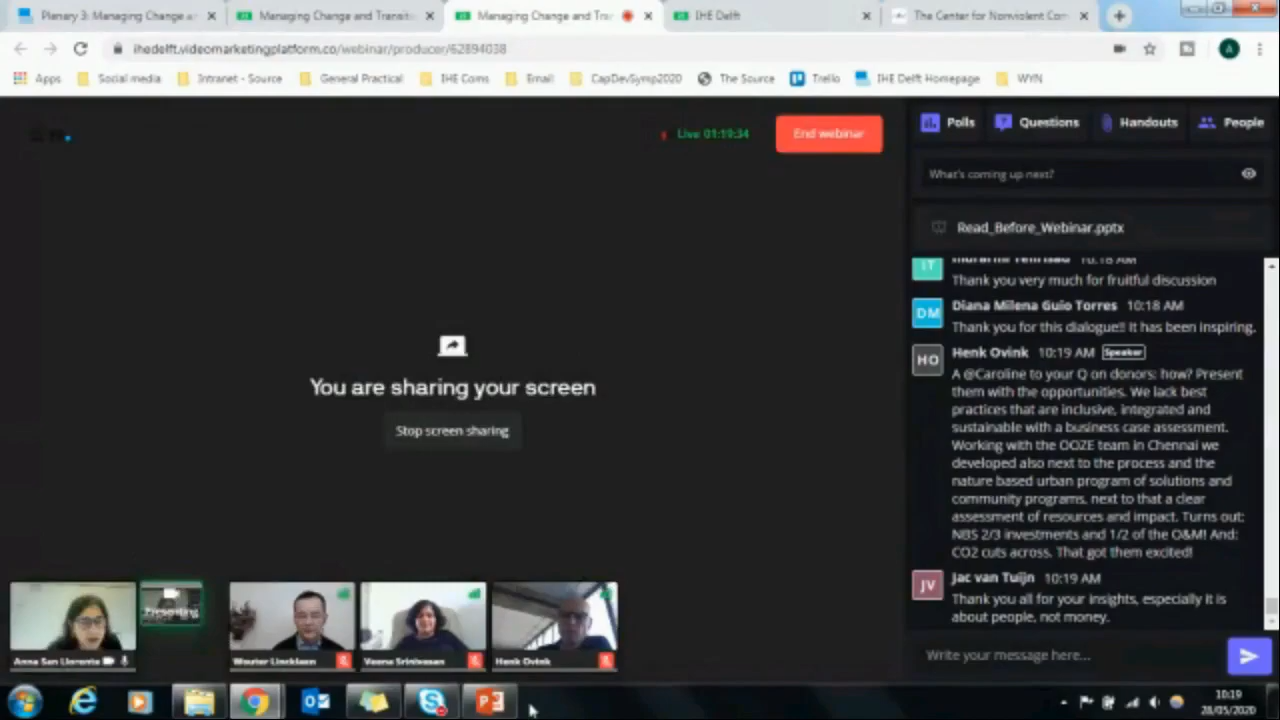 Plenary 3: Managing Change a
Managing Change and Transiti
Managing Change and Tran
IHE Delft
The Center for Nonviolent Com
ihedelft.videomarketingplatform.co/webinar/producer/62894038
A
Apps
Social media
Intranet - Source
General Practical
IHE Coms
Email
CapDevSymp2020
The Source
Trello
IHE Delft Homepage
WYN
Live 01:19:34
End webinar
Polls
Questions
Handouts
People
What's coming up next?
Read_Before_Webinar.pptx
IT
10:18 AM
Thank you very much for fruitful discussion
DM
Diana Milena Guio Torres 10:18 AM
Thank you for this dialogue!! It has been inspiring.
HO
Henk Ovink 10:19 AM Speaker
A @Caroline to your Q on donors: how? Present
them with the opportunities. We lack best
practices that are inclusive, integrated and
sustainable with a business case assessment.
Working with the OOZE team in Chennai we
developed also next to the process and the
nature based urban program of solutions and
community programs, next to that a clear
assessment of resources and impact. Turns out:
NBS 2/3 investments and 1/2 of the O&M! And:
CO2 cuts across. That got them excited!
JV
Jac van Tuijn 10:19 AM
Thank you all for your insights, especially it is
about people, not money.
Write your message here...
You are sharing your screen
Stop screen sharing
Anna San Llorente
Presenting
Wouter Lincklaen
Veena Srinivasan
Henk Ovink
10:19
28/05/2020